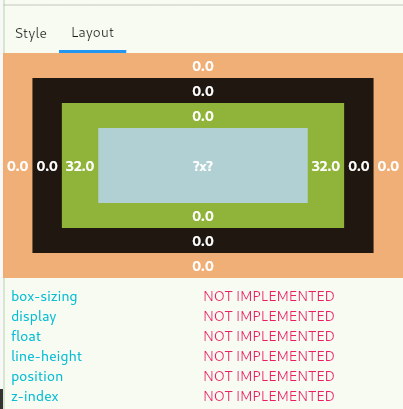 Style Layout
0.0
0.0
0.0
0.0 0.0 32.0 ?x? 32.0 0.0 0.0
0.0
0.0
0.0
box-sizing NOT IMPLEMENTED
display NOT IMPLEMENTED
float NOT IMPLEMENTED
line-height NOT IMPLEMENTED
position NOT IMPLEMENTED
z-index NOT IMPLEMENTED